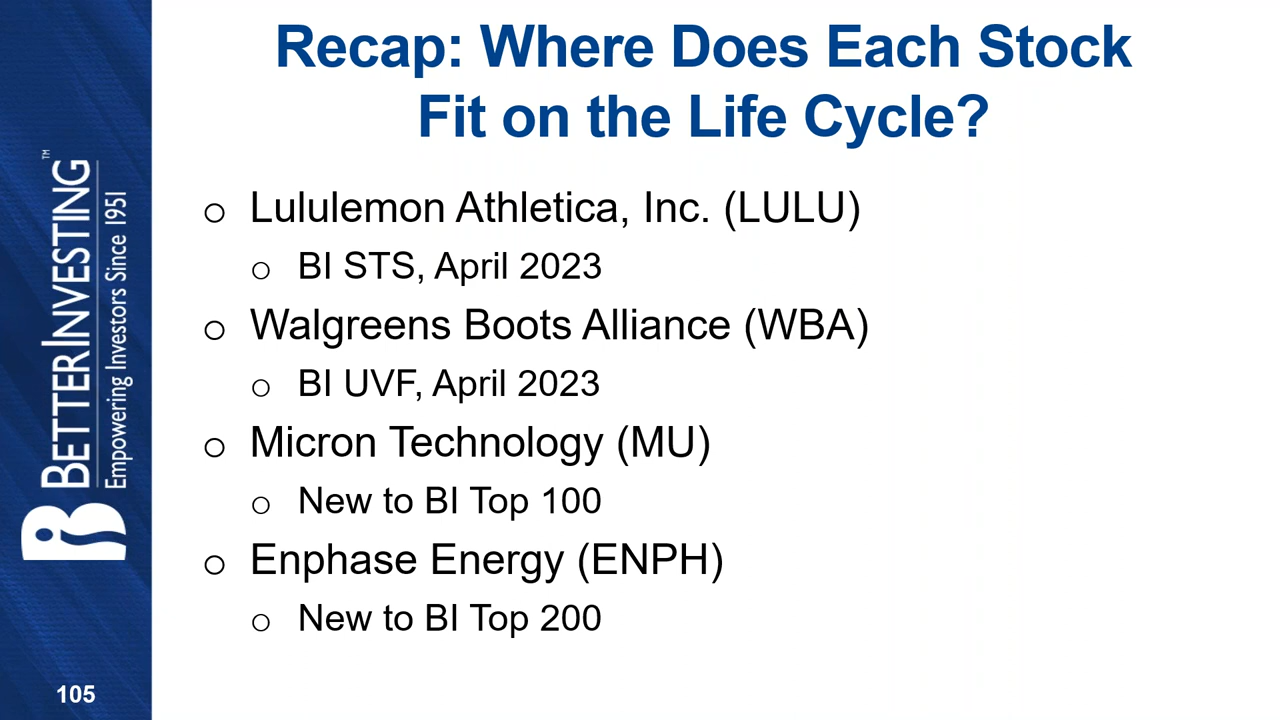 Recap: Where Does Each Stock
Fit on the Life Cycle?
o Lululemon Athletica, Inc. (LULU)
o BI STS, April 2023
o Walgreens Boots Alliance (WBA)
o BI UVF, April 2023
o Micron Technology (MU)
o New to BI Top 100
o Enphase Energy (ENPH)
o New to BI Top 200
BETTERINVESTING™
Empowering Investors Since 1951
105